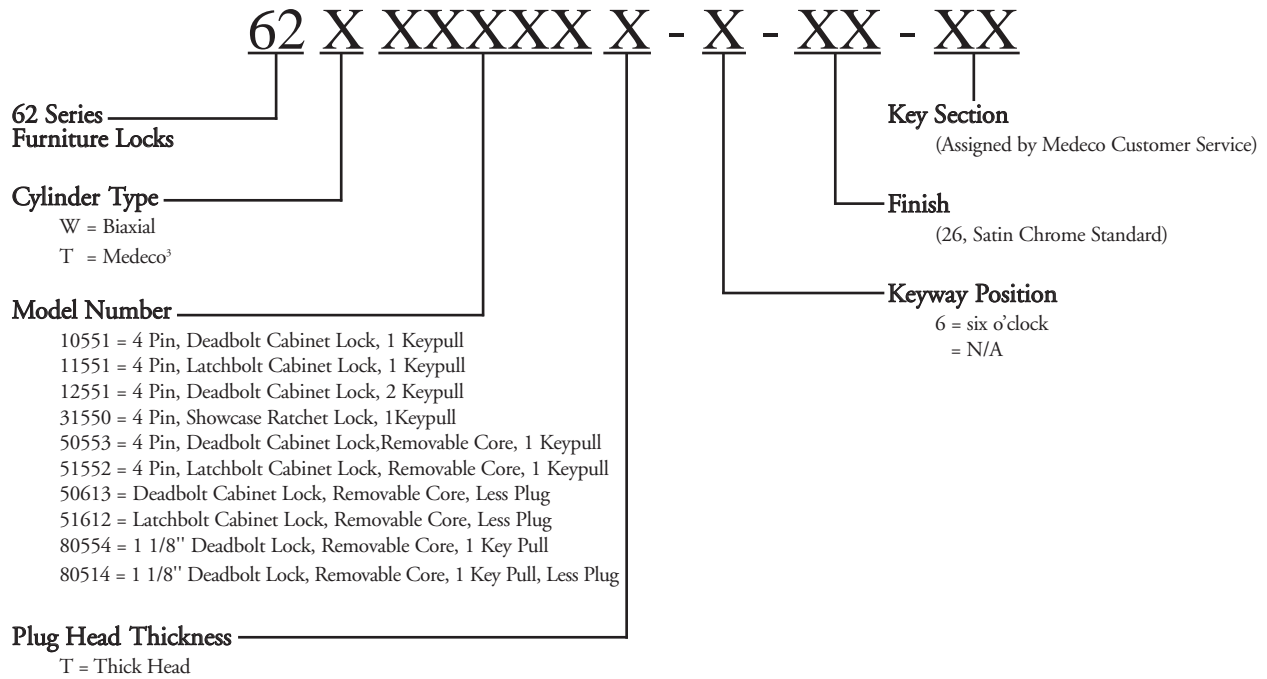 62 X XXXXX X - X - XX - XX
62 Series
Furniture Locks
Cylinder Type
W = Biaxial
T = Medeco³
Model Number
10551 = 4 Pin, Deadbolt Cabinet Lock, 1 Keypull
11551 = 4 Pin, Latchbolt Cabinet Lock, 1 Keypull
12551 = 4 Pin, Deadbolt Cabinet Lock, 2 Keypull
31550 = 4 Pin, Showcase Ratchet Lock, 1Keypull
50553 = 4 Pin, Deadbolt Cabinet Lock,Removable Core, 1 Keypull
51552 = 4 Pin, Latchbolt Cabinet Lock, Removable Core, 1 Keypull
50613 = Deadbolt Cabinet Lock, Removable Core, Less Plug
51612 = Latchbolt Cabinet Lock, Removable Core, Less Plug
80554 = 1 1/8" Deadbolt Lock, Removable Core, 1 Key Pull
80514 = 1 1/8" Deadbolt Lock, Removable Core, 1 Key Pull, Less Plug
Plug Head Thickness
T = Thick Head
Key Section
(Assigned by Medeco Customer Service)
Finish
(26, Satin Chrome Standard)
Keyway Position
6 = six o’clock
= N/A